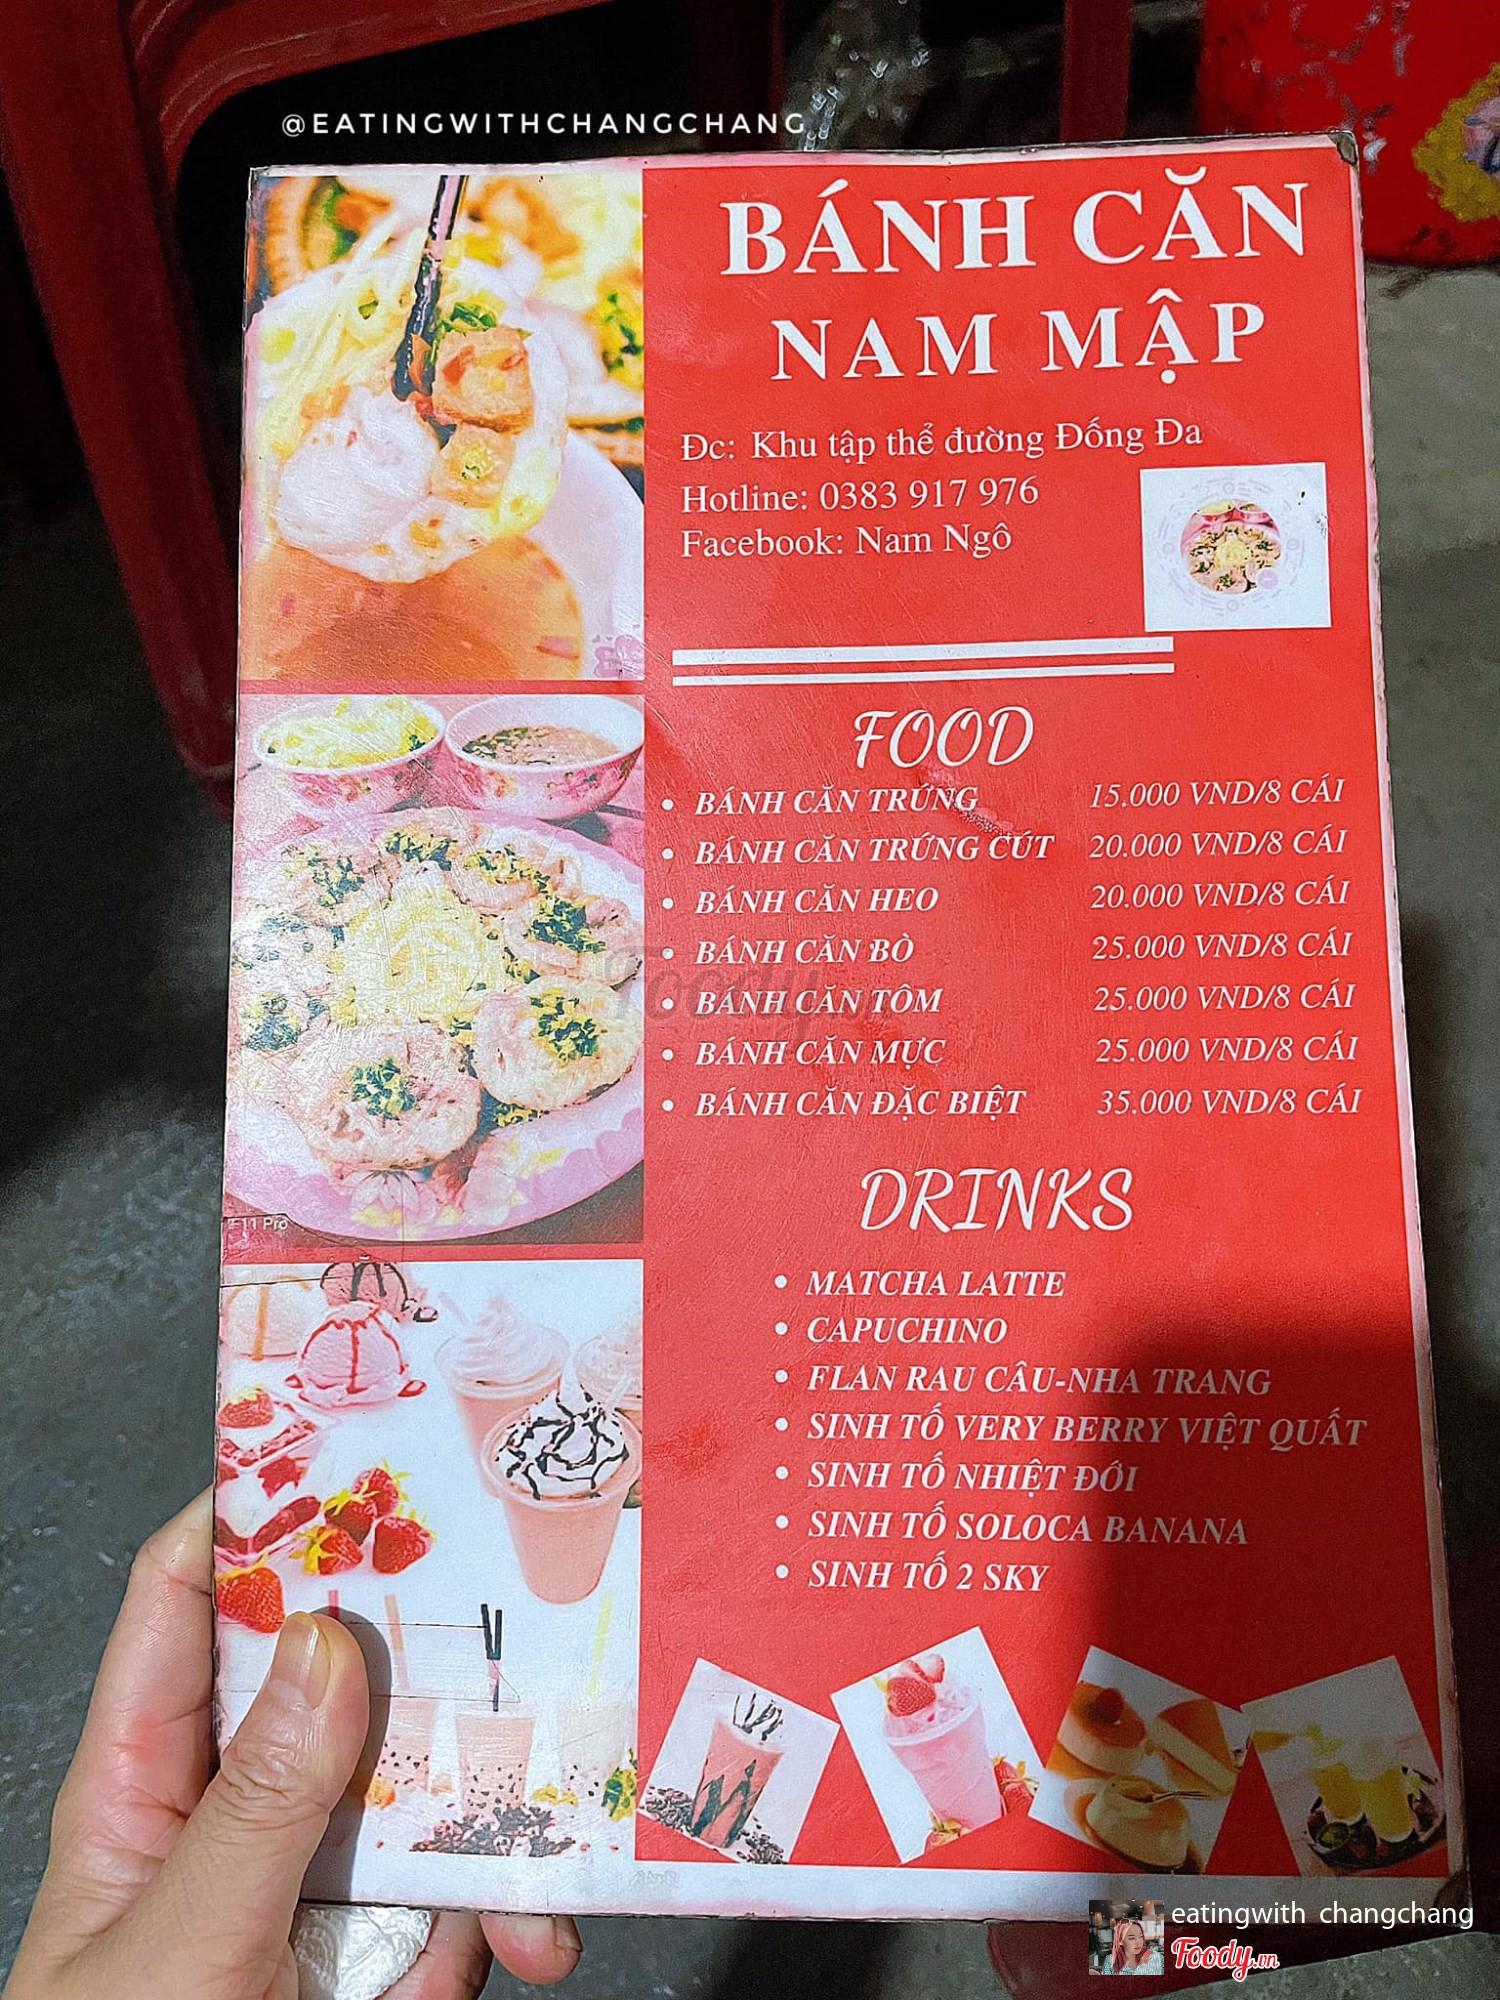 @EATINGWITHCHANGCHANG
BÁNH CĂN
NAM MẬP
Đc: Khu tập thể đường Đống Đa
Hotline: 0383 917 976
Facebook: Nam Ngô
FOOD
• BÁNH CĂN TRỨNG 15.000 VND/8 CÁI
• BÁNH CĂN TRỨNG CÚT 20.000 VND/8 CÁI
• BÁNH CĂN HEO 20.000 VND/8 CÁI
• BÁNH CĂN BÒ 25.000 VND/8 CÁI
• BÁNH CĂN TÔM 25.000 VND/8 CÁI
• BÁNH CĂN MỰC 25.000 VND/8 CÁI
• BÁNH CĂN ĐẶC BIỆT 35.000 VND/8 CÁI
Foody.vn
F11 Pro
DRINKS
• MATCHA LATTE
• CAPUCHINO
• FLAN RAU CÂU-NHA TRANG
• SINH TỐ VERY BERRY VIỆT QUẤT
• SINH TỐ NHIỆT ĐỚI
• SINH TỐ SOLOCA BANANA
• SINH TỐ 2 SKY
eatingwith changchang
Foody.vn